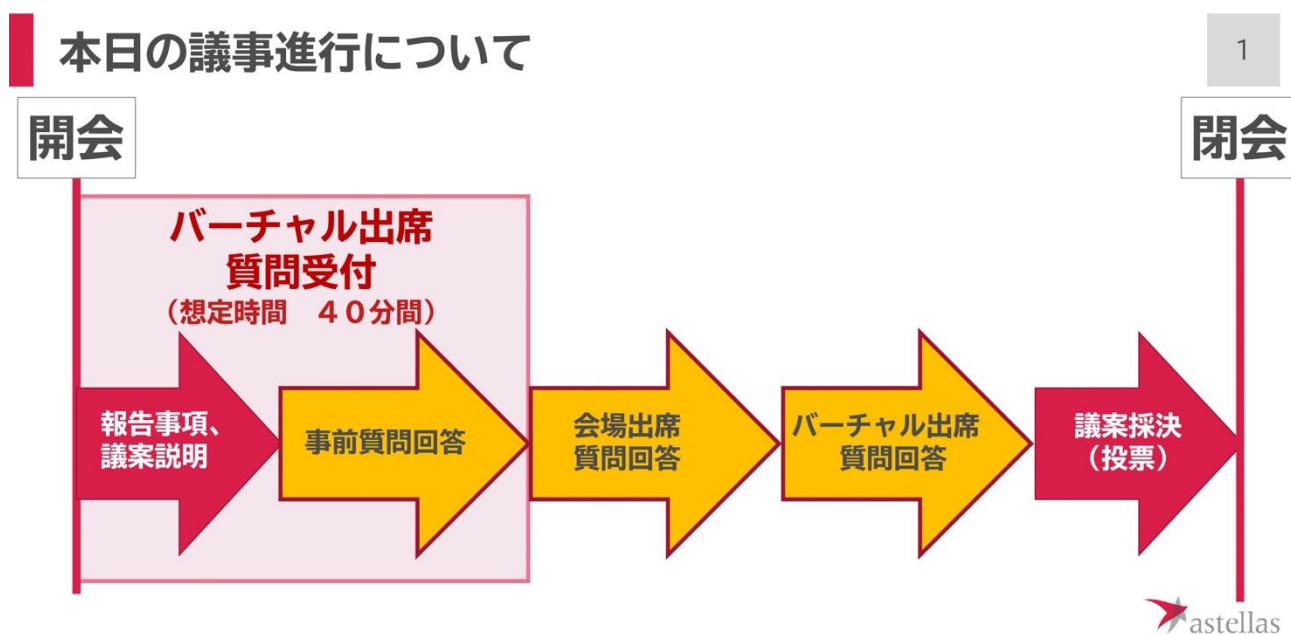 本日の議事進行について
1
開会
閉会
バーチャル出席
質問受付
（想定時間　４０分間）
報告事項、
議案説明
事前質問回答
会場出席
質問回答
バーチャル出席
質問回答
議案採決
（投票）
astellas